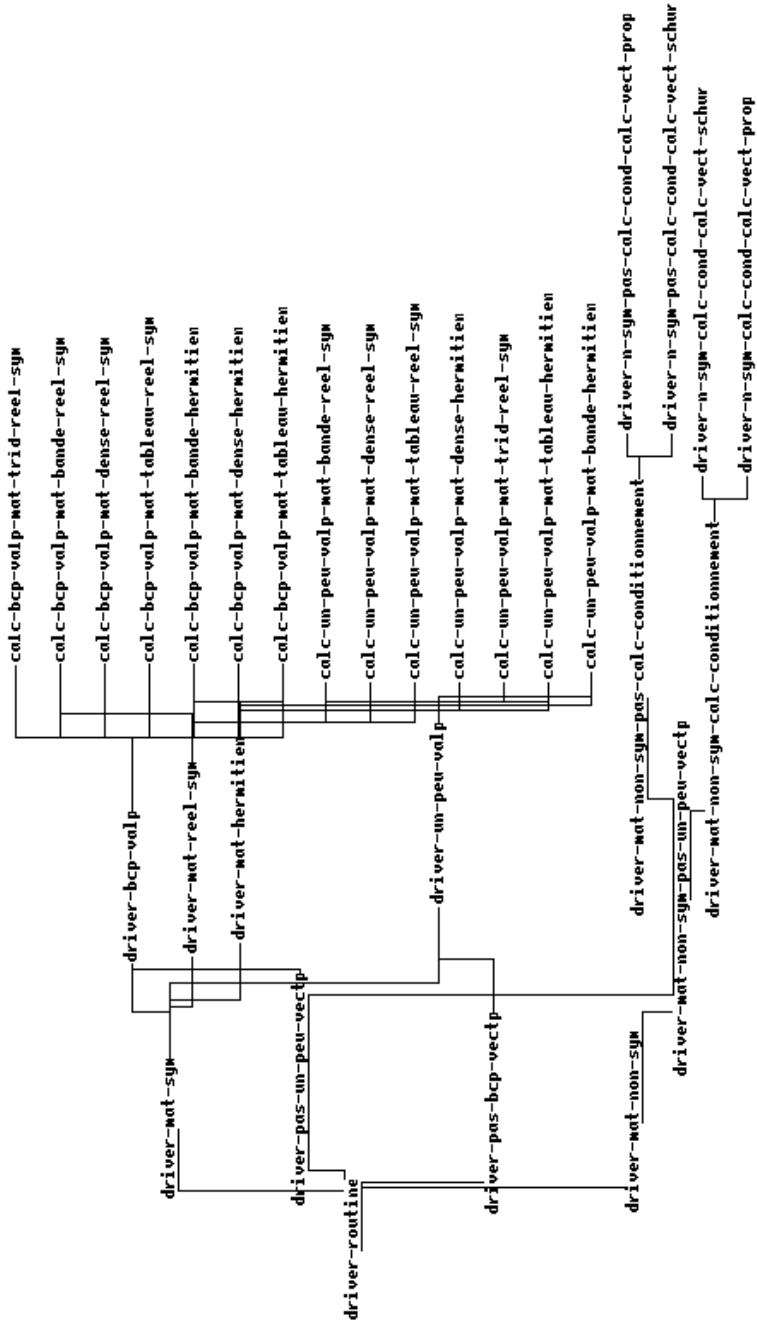 calc-bcp-valp-mat-trid-reel-sym
calc-bcp-valp-mat-bande-reel-sym
calc-bcp-valp-mat-dense-reel-sym
calc-bcp-valp-mat-tableau-reel-sym
calc-bcp-valp-mat-bande-hermitien
calc-bcp-valp-mat-dense-hermitien
calc-bcp-valp-mat-tableau-hermitien
calc-un-peu-valp-mat-bande-reel-sym
calc-un-peu-valp-mat-dense-reel-sym
calc-un-peu-valp-mat-tableau-reel-sym
calc-un-peu-valp-mat-dense-hermitien
calc-un-peu-valp-mat-trid-reel-sym
calc-un-peu-valp-mat-tableau-hermitien
calc-un-peu-valp-mat-bande-hermitien
driver-n-sym-pas-calc-cond-calc-vect-prop
driver-n-sym-pas-calc-cond-calc-vect-schur
driver-n-sym-calc-cond-calc-vect-schur
driver-n-sym-calc-cond-calc-vect-prop
driver-bcp-valp
driver-mat-reel-sym
driver-mat-hermitien
driver-un-peu-valp
driver-mat-non-sym-pas-calc-conditionnement
driver-mat-non-sym-calc-conditionnement
driver-mat-sym
driver-pas-un-peu-vectp
driver-pas-bcp-vectp
driver-mat-non-sym
driver-mat-non-sym-pas-un-peu-vectp
driver-routine